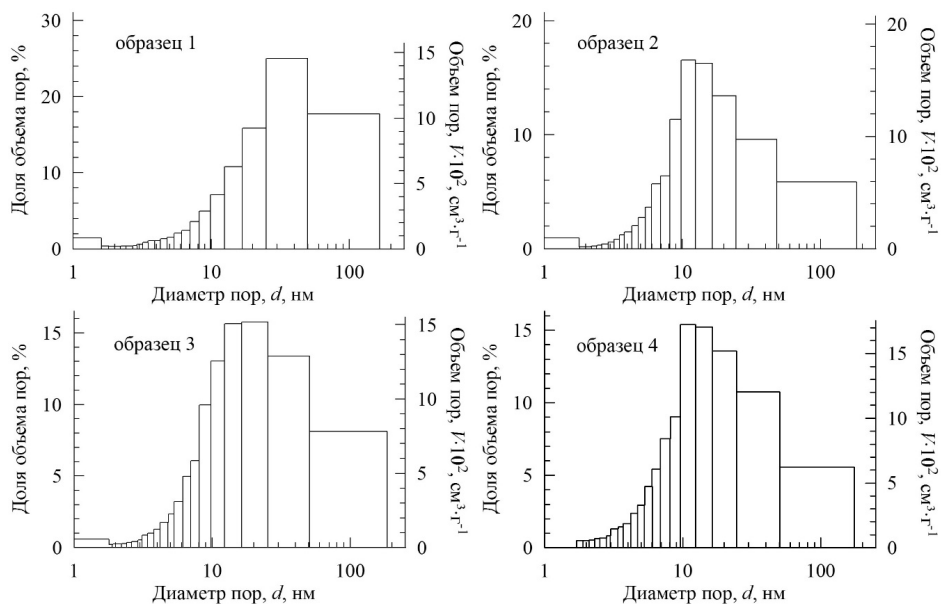 образец 1
Доля объема пор, %
30
20
10
0
15
10
5
0
Объем пор, V·10², см³·г⁻¹
1
10
100
Диаметр пор, d, нм
образец 2
Доля объема пор, %
20
10
0
20
10
0
Объем пор, V·10², см³·г⁻¹
1
10
100
Диаметр пор, d, нм
образец 3
Доля объема пор, %
15
10
5
0
15
10
5
0
Объем пор, V·10², см³·г⁻¹
1
10
100
Диаметр пор, d, нм
образец 4
Доля объема пор, %
15
10
5
0
15
10
5
0
Объем пор, V·10², см³·г⁻¹
1
10
100
Диаметр пор, d, нм